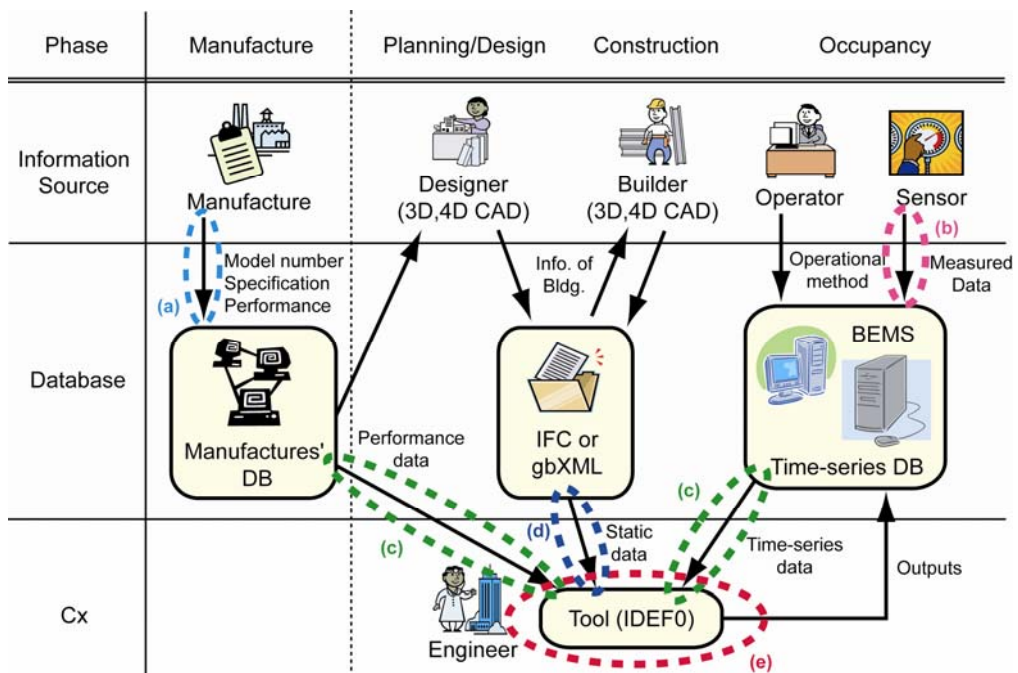 Phase
Manufacture
Planning/Design
Construction
Occupancy
Information
Source
Manufacture
Designer
(3D,4D CAD)
Builder
(3D,4D CAD)
Operator
Sensor
(a)
Model number
Specification
Performance
Info. of
Bldg.
Operational
method
(b)
Measured
Data
Database
Manufactures'
DB
Performance
data
IFC or
gbXML
BEMS
Time-series DB
(c)
(d)
Static
data
(c)
Time-series
data
Outputs
Cx
Engineer
Tool (IDEF0)
(e)